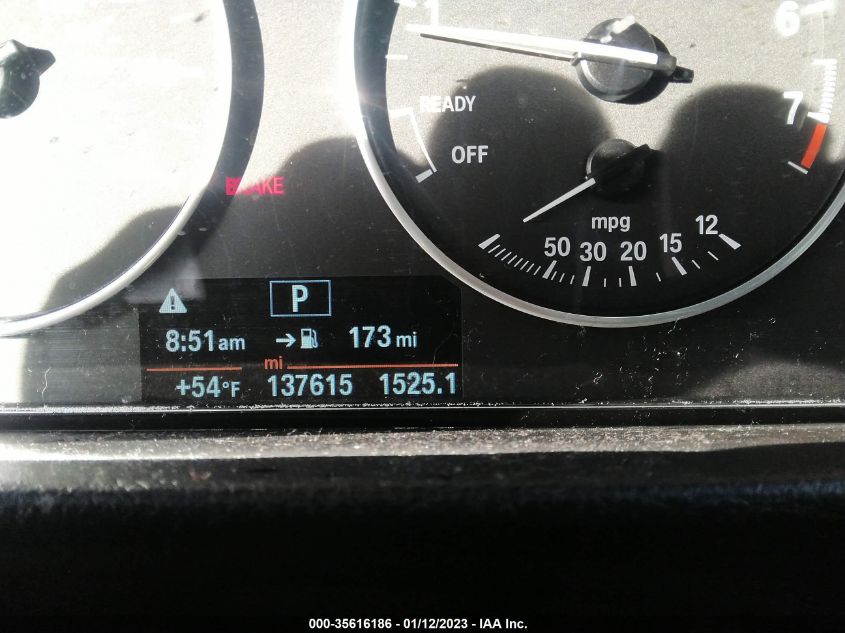 1
6
7
READY
OFF
BRAKE
mpg
50 30 20 15 12
P
8:51am 173 mi
mi
+54°F 137615 1525.1
000-35616186 - 01/12/2023 - IAA Inc.